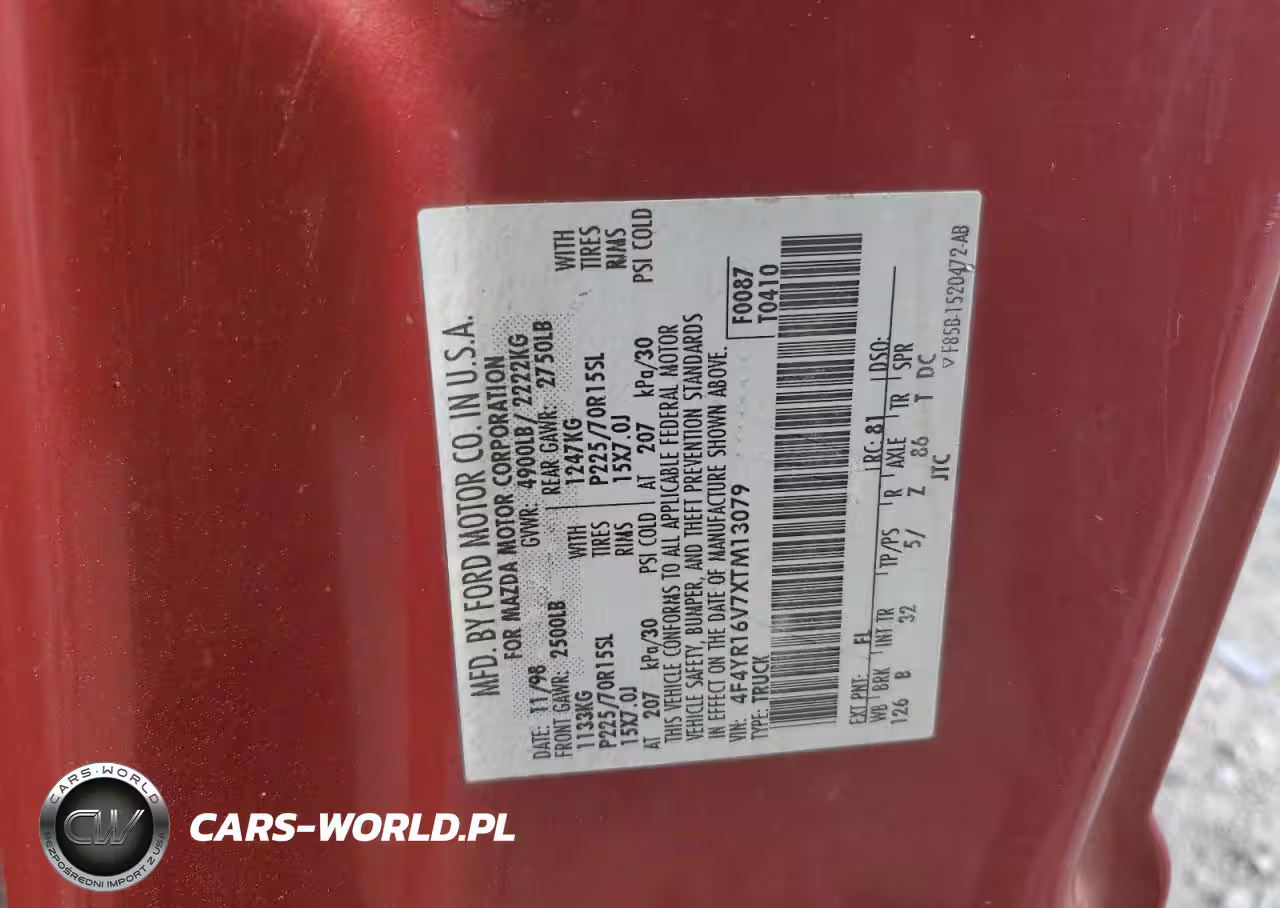 MFD. BY FORD MOTOR CO. IN U.S.A.
FOR MAZDA MOTOR CORPORATION
DATE: 11/98 GVWR: 4900LB/ 2222KG
FRONT GAWR: 2500LB REAR GAWR: 2750LB
1133KG WITH 1247KG WITH
P225/70R15SL TIRES P225/70R15SL TIRES
15X7.0J RIMS 15X7.0J RIMS
AT 207 kPa/30 PSI COLD AT 207 kPa/30 PSI COLD
THIS VEHICLE CONFORMS TO ALL APPLICABLE FEDERAL MOTOR
VEHICLE SAFETY, BUMPER, AND THEFT PREVENTION STANDARDS
IN EFFECT ON THE DATE OF MANUFACTURE SHOWN ABOVE.
VIN: 4F4YR16V7XTM13079 F0087
TYPE: TRUCK T0410
EXT PNT: FL RC: 81 DSO:
WB BRK INT TR TP/PS R AXLE TR SPR
126 B 32 5/ Z 86 T DC
JTC
VF85B-1520472-AB
CARS-WORLD
CW
BEZPOŚREDNI IMPORT Z USA
CARS-WORLD.PL